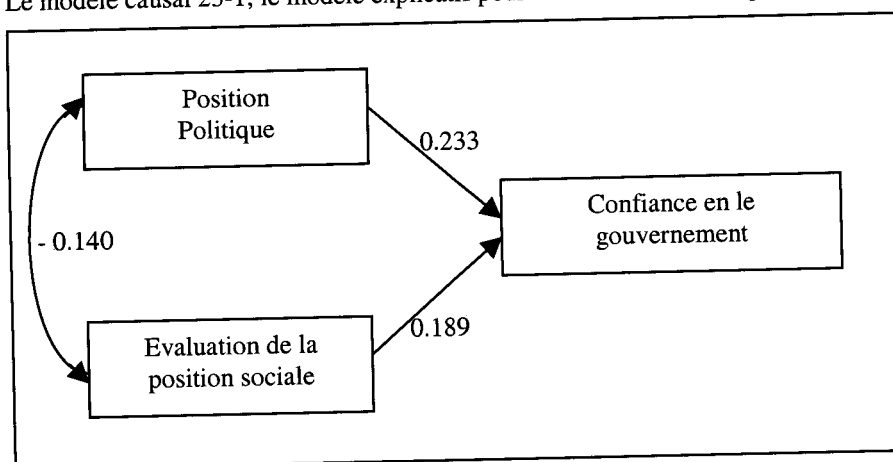 Le modèle causal 23-1, le modèle explicatif pour
Position
Politique
0.233
Confiance en le
gouvernement
- 0.140
0.189
Evaluation de la
position sociale